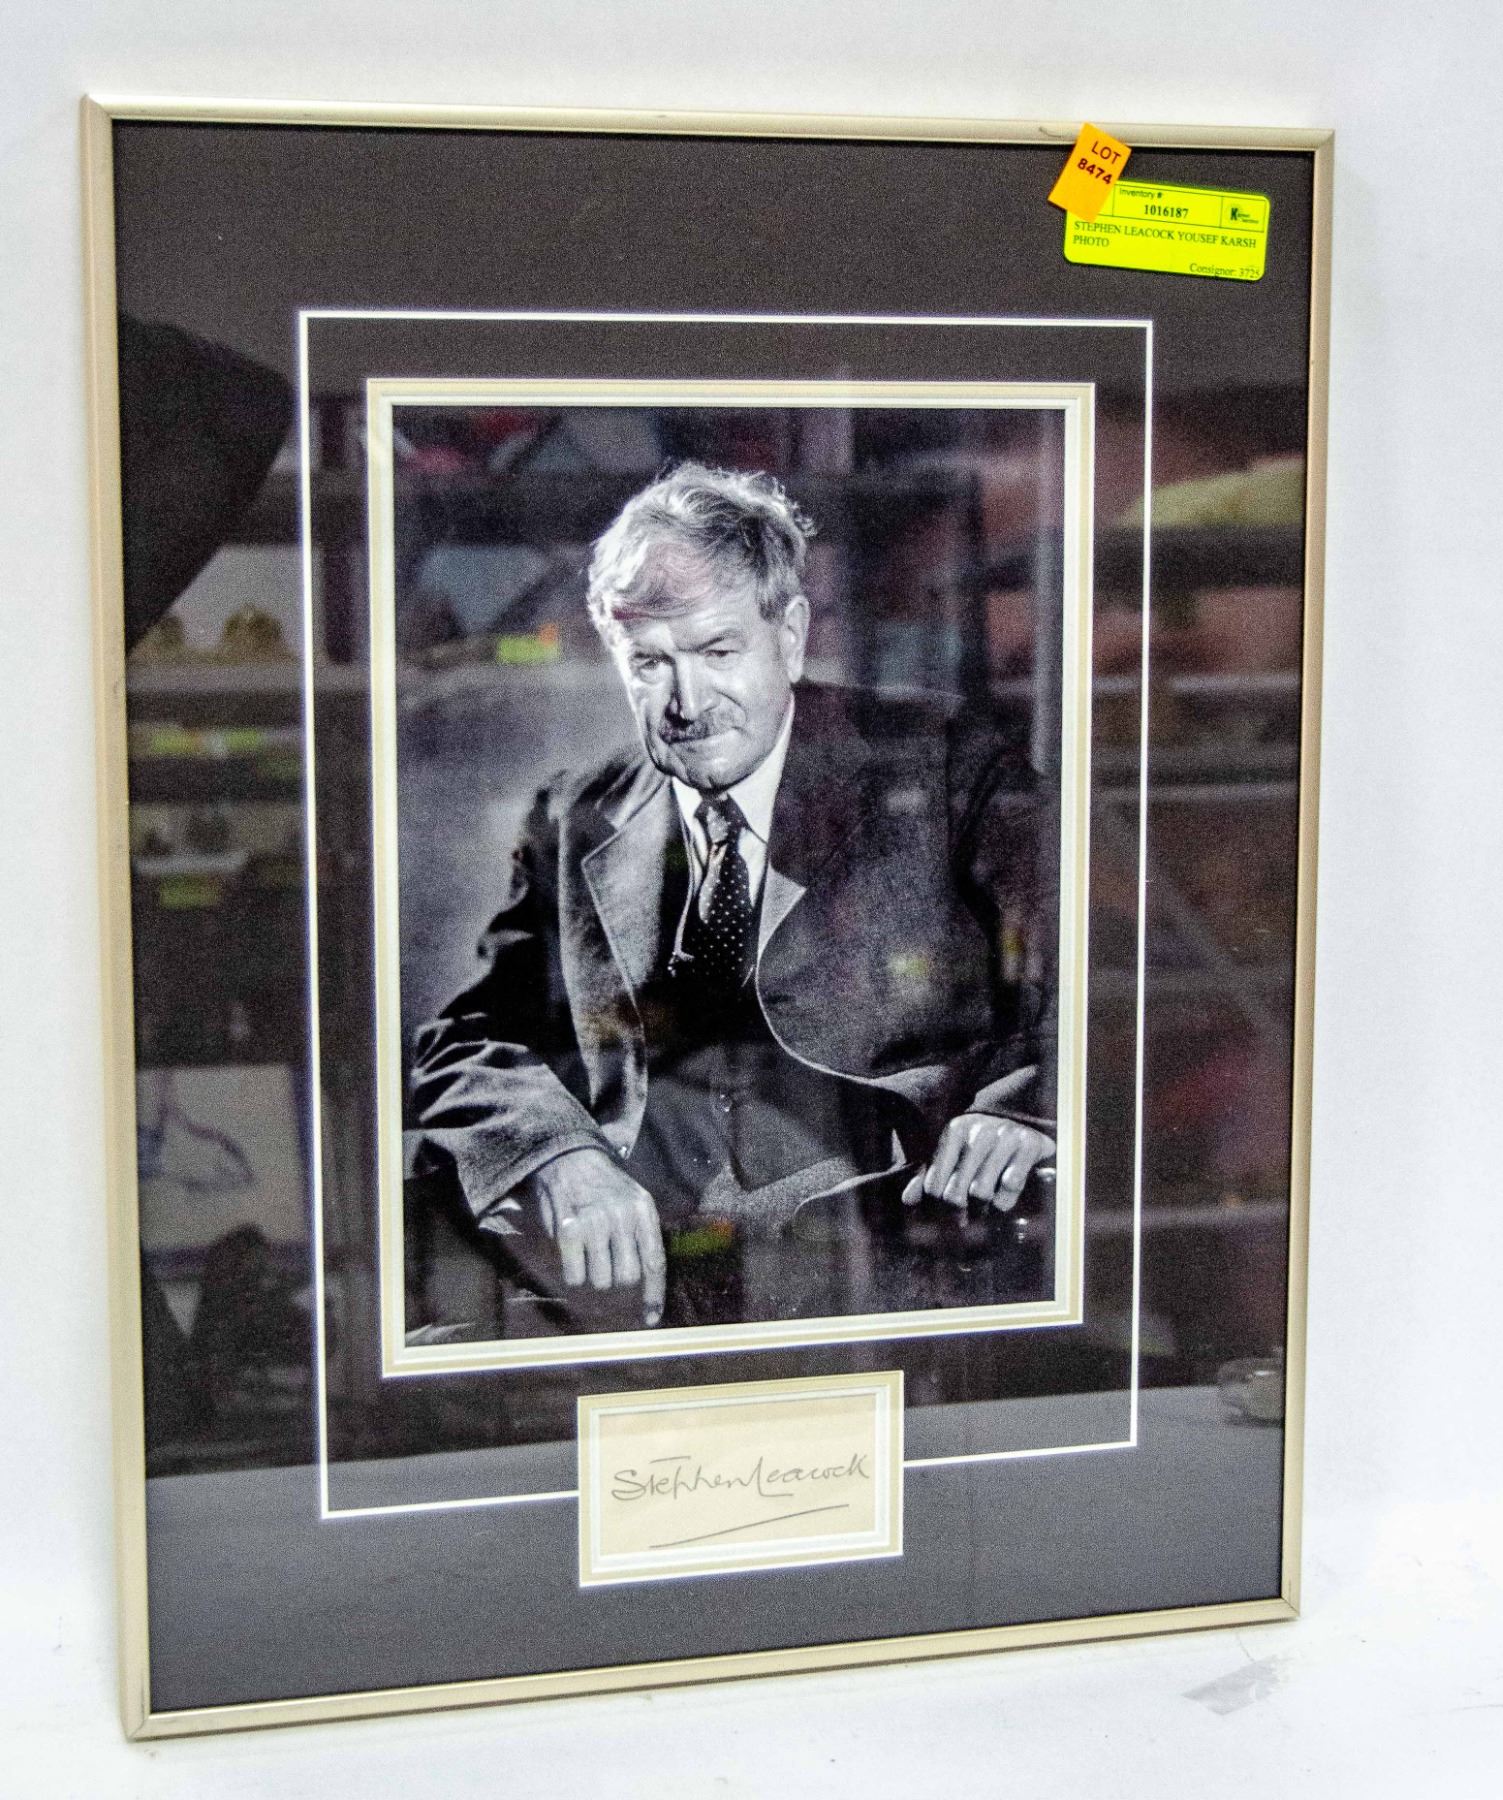 LOT
8474
Inventory #
1016187
STEPHEN LEACOCK YOUSEF KARSH
PHOTO
Consignor: 3725
Stephen Leacock